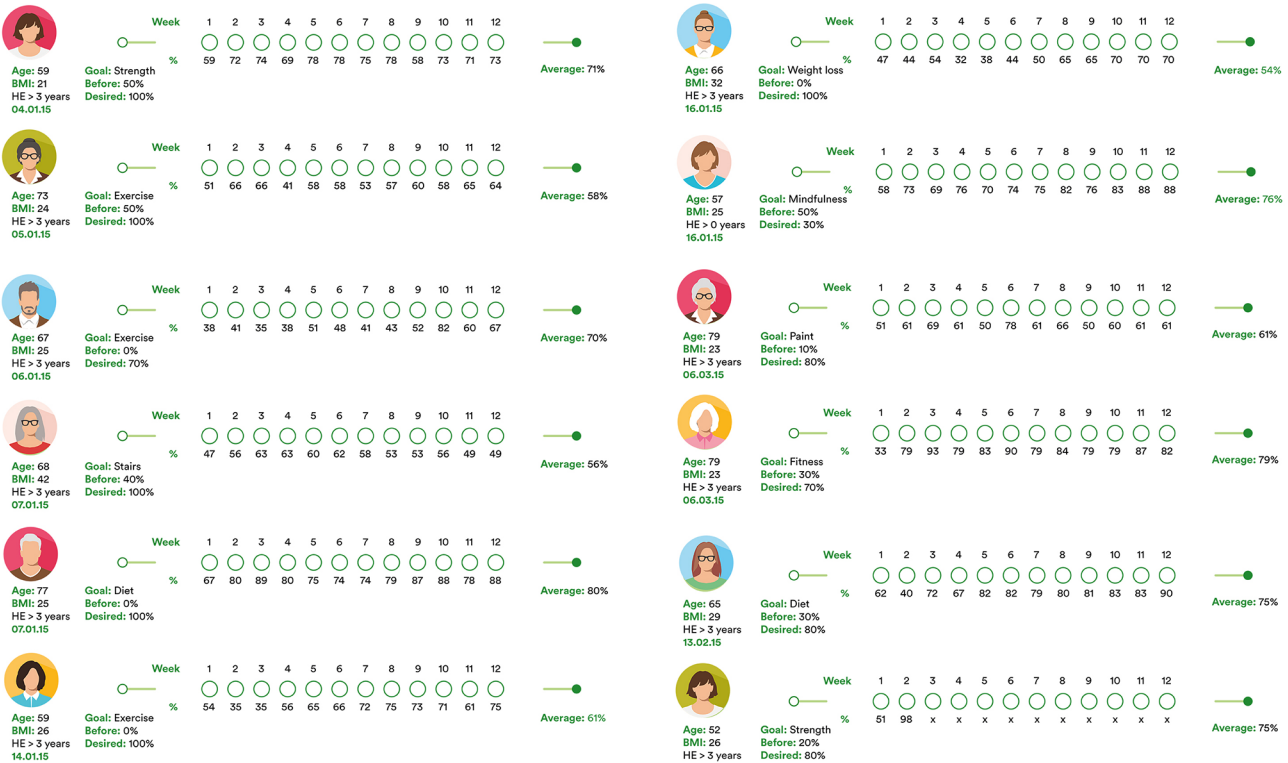 Week 1 2 3 4 5 6 7 8 9 10 11 12
% 59 72 74 69 78 78 75 78 58 73 71 73
Average: 71%
Age: 59
BMI: 21
HE > 3 years
04.01.15
Goal: Strength
Before: 50%
Desired: 100%
Week 1 2 3 4 5 6 7 8 9 10 11 12
% 51 66 66 41 58 58 53 57 60 58 65 64
Average: 58%
Age: 73
BMI: 24
HE > 3 years
05.01.15
Goal: Exercise
Before: 50%
Desired: 100%
Week 1 2 3 4 5 6 7 8 9 10 11 12
% 38 41 35 38 51 48 41 43 52 82 60 67
Average: 70%
Age: 67
BMI: 25
HE > 3 years
06.01.15
Goal: Exercise
Before: 0%
Desired: 70%
Week 1 2 3 4 5 6 7 8 9 10 11 12
% 47 56 63 63 60 62 58 53 53 56 49 49
Average: 56%
Age: 68
BMI: 42
HE > 3 years
07.01.15
Goal: Stairs
Before: 40%
Desired: 100%
Week 1 2 3 4 5 6 7 8 9 10 11 12
% 67 80 89 80 75 74 74 79 87 88 78 88
Average: 80%
Age: 77
BMI: 25
HE > 3 years
07.01.15
Goal: Diet
Before: 0%
Desired: 100%
Week 1 2 3 4 5 6 7 8 9 10 11 12
% 54 35 35 56 65 66 72 75 73 71 61 75
Average: 61%
Age: 59
BMI: 26
HE > 3 years
14.01.15
Goal: Exercise
Before: 0%
Desired: 100%
Week 1 2 3 4 5 6 7 8 9 10 11 12
% 47 44 54 32 38 44 50 65 65 70 70 70
Average: 54%
Age: 66
BMI: 32
HE > 3 years
16.01.15
Goal: Weight loss
Before: 0%
Desired: 100%
Week 1 2 3 4 5 6 7 8 9 10 11 12
% 58 73 69 76 70 74 75 82 76 83 88 88
Average: 76%
Age: 57
BMI: 25
HE > 0 years
16.01.15
Goal: Mindfulness
Before: 50%
Desired: 30%
Week 1 2 3 4 5 6 7 8 9 10 11 12
% 51 61 69 61 50 78 61 66 50 60 61 61
Average: 61%
Age: 79
BMI: 23
HE > 3 years
06.03.15
Goal: Paint
Before: 10%
Desired: 80%
Week 1 2 3 4 5 6 7 8 9 10 11 12
% 33 79 93 79 83 90 79 84 79 79 87 82
Average: 79%
Age: 79
BMI: 23
HE > 3 years
06.03.15
Goal: Fitness
Before: 30%
Desired: 70%
Week 1 2 3 4 5 6 7 8 9 10 11 12
% 62 40 72 67 82 82 79 80 81 83 83 90
Average: 75%
Age: 65
BMI: 29
HE > 3 years
13.02.15
Goal: Diet
Before: 30%
Desired: 80%
Week 1 2 3 4 5 6 7 8 9 10 11 12
% 51 98 x x x x x x x x x x
Average: 75%
Age: 52
BMI: 26
HE > 3 years
Goal: Strength
Before: 20%
Desired: 80%